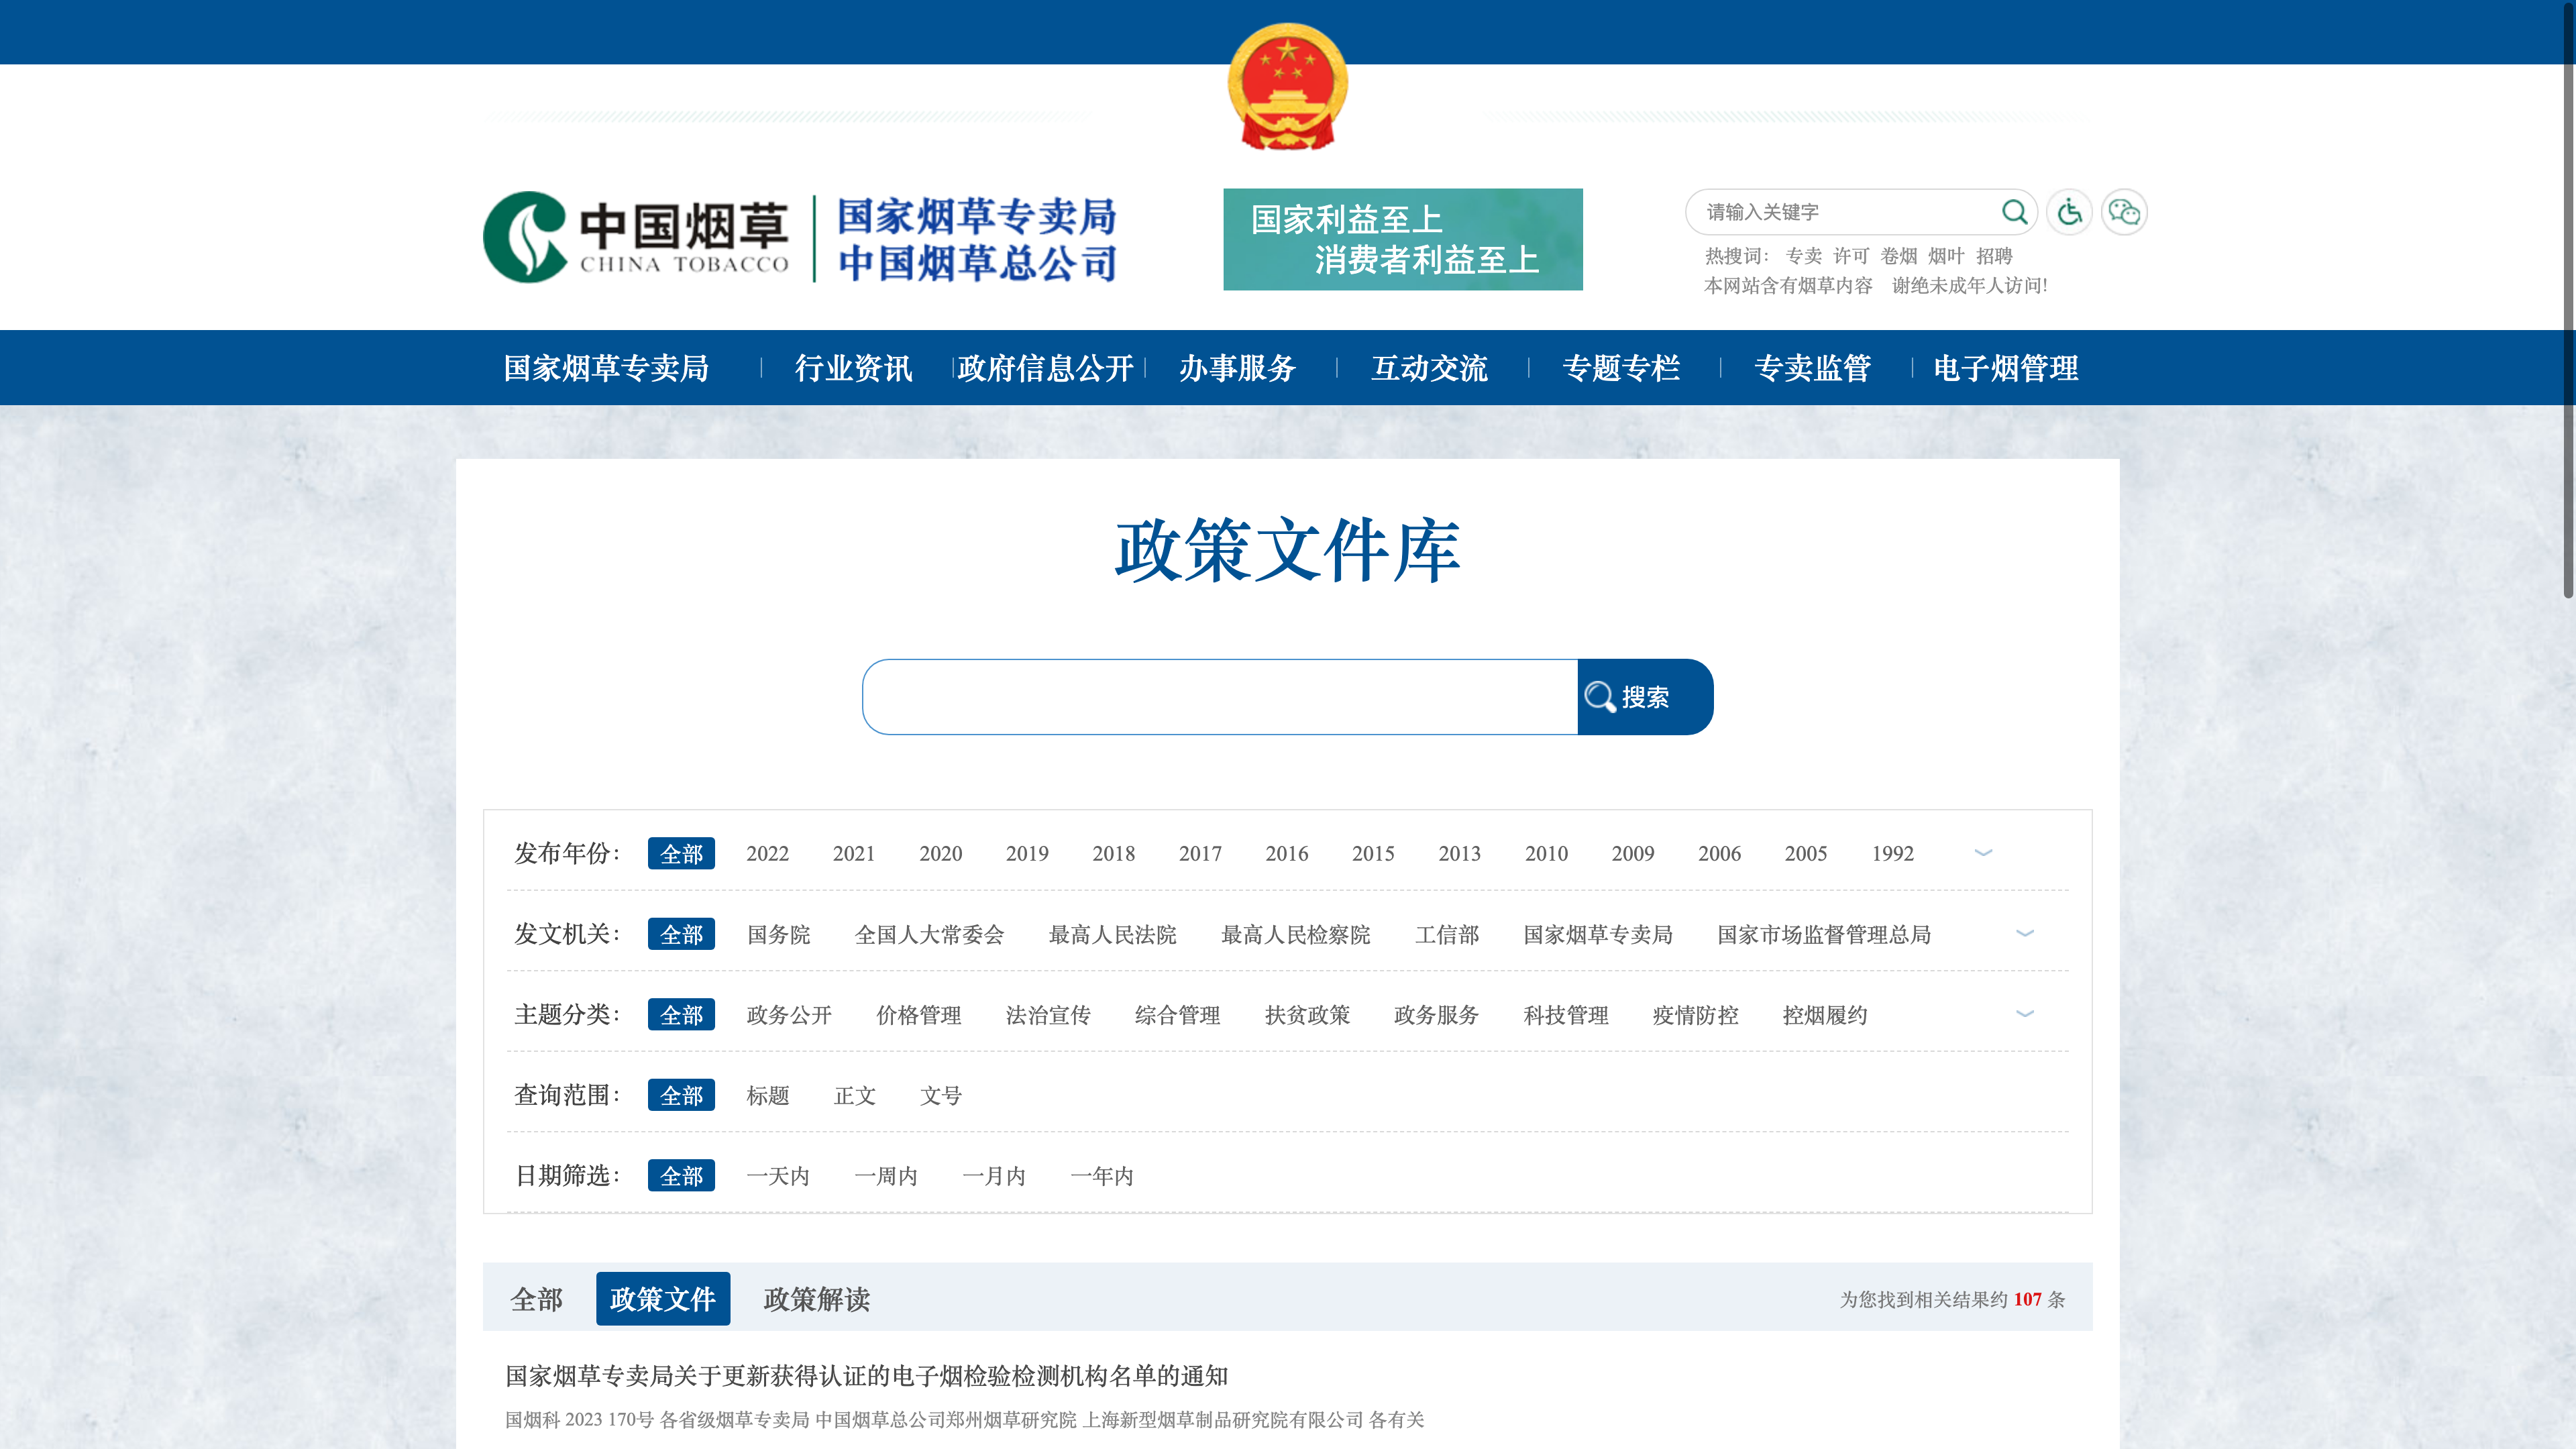 中国烟草
CHINA TOBACCO
国家烟草专卖局
中国烟草总公司
国家利益至上
消费者利益至上
请输入关键字
热搜词： 专卖 许可 卷烟 烟叶 招聘
本网站含有烟草内容 谢绝未成年人访问!
国家烟草专卖局 行业资讯 政府信息公开 办事服务 互动交流 专题专栏 专卖监管 电子烟管理
政策文件库
搜索
发布年份： 全部 2022 2021 2020 2019 2018 2017 2016 2015 2013 2010 2009 2006 2005 1992
发文机关： 全部 国务院 全国人大常委会 最高人民法院 最高人民检察院 工信部 国家烟草专卖局 国家市场监督管理总局
主题分类： 全部 政务公开 价格管理 法治宣传 综合管理 扶贫政策 政务服务 科技管理 疫情防控 控烟履约
查询范围： 全部 标题 正文 文号
日期筛选： 全部 一天内 一周内 一月内 一年内
全部 政策文件 政策解读 为您找到相关结果约 107 条
国家烟草专卖局关于更新获得认证的电子烟检验检测机构名单的通知
国烟科 2023 170号 各省级烟草专卖局 中国烟草总公司郑州烟草研究院 上海新型烟草制品研究院有限公司 各有关